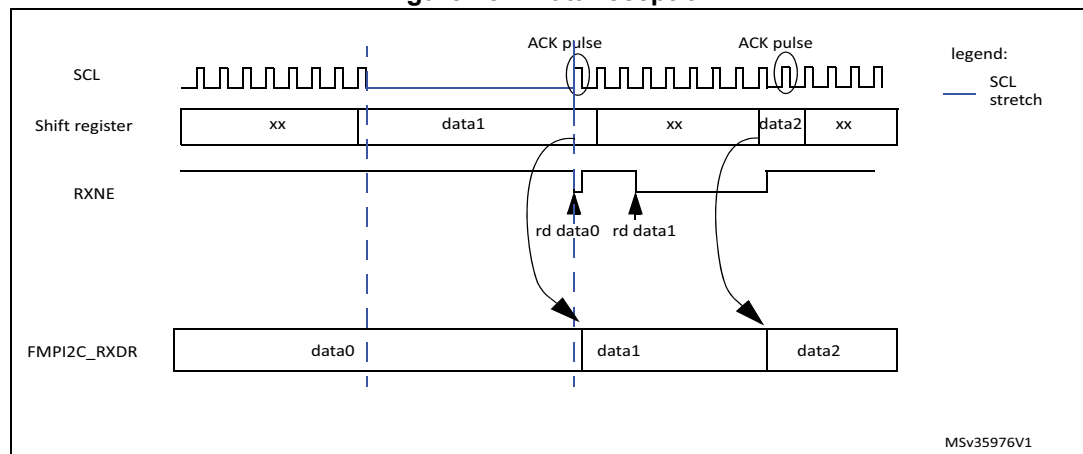 ACK pulse ACK pulse
legend:
SCL
SCL
stretch
Shift register xx data1 xx data2 xx
RXNE
rd data0 rd data1
FMPI2C_RXDR data0 data1 data2
MSv35976V1